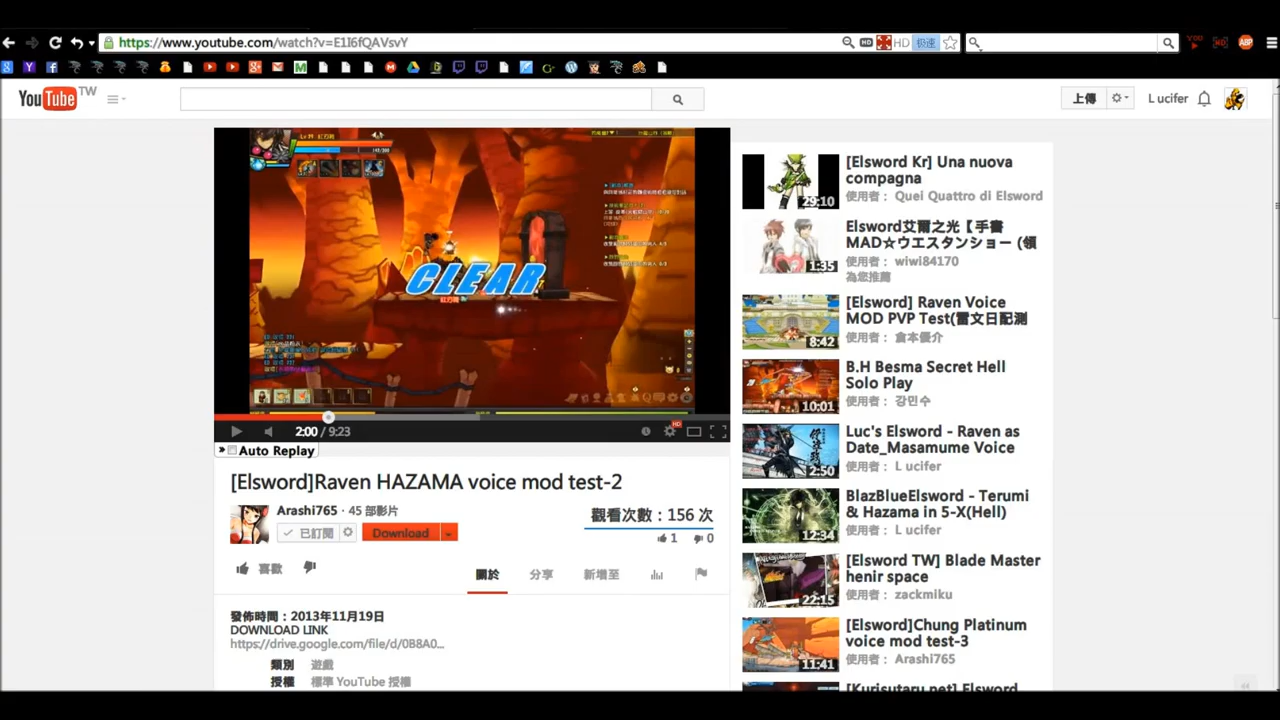 https://www.youtube.com/watch?v=E1I6fQAVsvY
HD
极速
ABP
YouTube TW
上傳
L ucifer
CLEAR
2:00 / 9:23
HD
Auto Replay
[Elsword]Raven HAZAMA voice mod test-2
Arashi765 · 45 部影片
已訂閱
Download
觀看次數：156 次
1
0
喜歡
關於
分享
新增至
發佈時間：2013年11月19日
DOWNLOAD LINK
https://drive.google.com/file/d/0B8A0...
類別
遊戲
授權
標準 YouTube 授權
29:10
[Elsword Kr] Una nuova
compagna
使用者： Quei Quattro di Elsword
1:35
Elsword艾爾之光【手書
MAD☆ウエスタンショー (領
使用者： wiwi84170
為您推薦
8:42
[Elsword] Raven Voice
MOD PVP Test(雷文日配測
使用者： 倉本優介
10:01
B.H Besma Secret Hell
Solo Play
使用者： 강민수
2:50
Luc's Elsword - Raven as
Date_Masamume Voice
使用者： L ucifer
12:34
BlazBlueElsword - Terumi
& Hazama in 5-X(Hell)
使用者： L ucifer
22:15
[Elsword TW] Blade Master
henir space
使用者： zackmiku
11:41
[Elsword]Chung Platinum
voice mod test-3
使用者： Arashi765
[Kurisutaru.net] Elsword